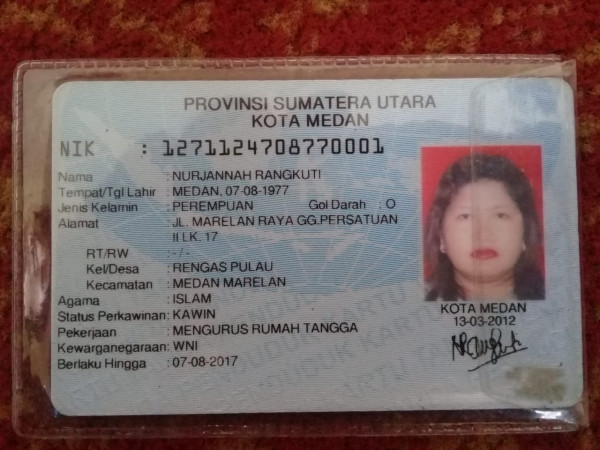 PROVINSI SUMATERA UTARA
KOTA MEDAN
NIK : 1271124708770001
Nama : NURJANNAH RANGKUTI
Tempat/Tgl Lahir : MEDAN, 07-08-1977
Jenis Kelamin : PEREMPUAN Gol Darah : O
Alamat : JL. MARELAN RAYA GG.PERSATUAN
II LK. 17
RT/RW : -/-
Kel/Desa : RENGAS PULAU
Kecamatan : MEDAN MARELAN
Agama : ISLAM
Status Perkawinan: KAWIN
Pekerjaan : MENGURUS RUMAH TANGGA
Kewarganegaraan: WNI
Berlaku Hingga : 07-08-2017
KOTA MEDAN
13-03-2012